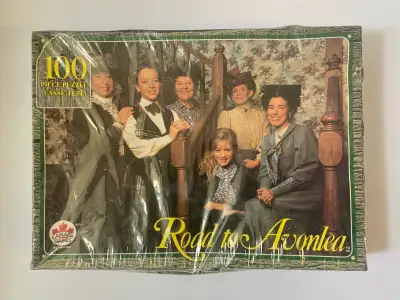 100
PIECE PUZZLE
CASSE-TÊTE
Road to Avonlea